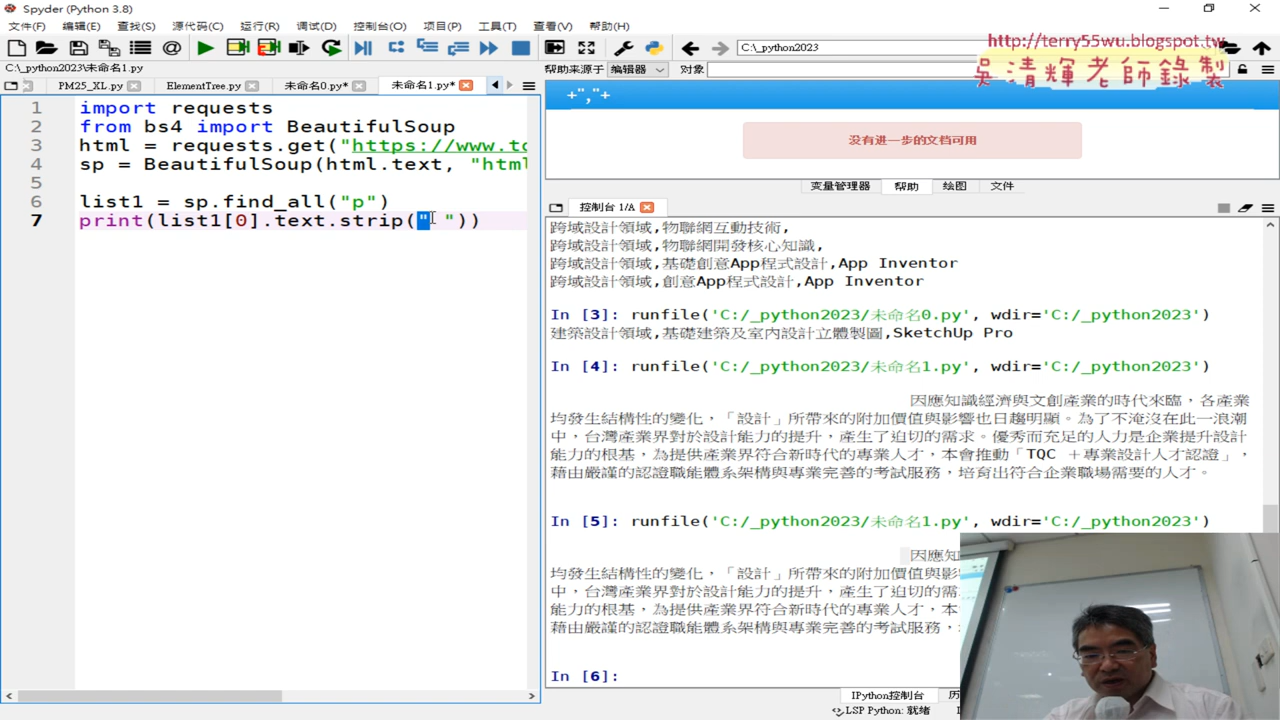 Spyder (Python 3.8)
文件(F) 编辑(E) 查找(S) 源代码(C) 运行(R) 调试(D) 控制台(O) 项目(P) 工具(T) 查看(V) 帮助(H)
C:\_python2023
http://terry55wu.blogspot.tw
吳清輝老師錄製
C:\_python2023\未命名1.py
帮助来源于 编辑器 对象
PM25_XL.py ElementTree.py 未命名0.py* 未命名1.py*
1 import requests
2 from bs4 import BeautifulSoup
3 html = requests.get("https://www.tc
4 sp = BeautifulSoup(html.text, "html
5
6 list1 = sp.find_all("p")
7 print(list1[0].text.strip(" "))
+","+
没有进一步的文档可用
变量管理器 帮助 绘图 文件
控制台 1/A
跨域設計領域,物聯網互動技術,
跨域設計領域,物聯網開發核心知識,
跨域設計領域,基礎創意App程式設計,App Inventor
跨域設計領域,創意App程式設計,App Inventor
In [3]: runfile('C:/_python2023/未命名0.py', wdir='C:/_python2023')
建築設計領域,基礎建築及室內設計立體製圖,SketchUp Pro
In [4]: runfile('C:/_python2023/未命名1.py', wdir='C:/_python2023')
因應知識經濟與文創產業的時代來臨，各產業
均發生結構性的變化，「設計」所帶來的附加價值與影響也日趨明顯。為了不淹沒在此一浪潮
中，台灣產業界對於設計能力的提升，產生了迫切的需求。優秀而充足的人力是企業提升設計
能力的根基，為提供產業界符合新時代的專業人才，本會推動「TQC ＋專業設計人才認證」，
藉由嚴謹的認證職能體系架構與專業完善的考試服務，培育出符合企業職場需要的人才。
In [5]: runfile('C:/_python2023/未命名1.py', wdir='C:/_python2023')
因應知
均發生結構性的變化，「設計」所帶來的附加價值與影
中，台灣產業界對於設計能力的提升，產生了迫切的需
能力的根基，為提供產業界符合新時代的專業人才，本
藉由嚴謹的認證職能體系架構與專業完善的考試服務，
In [6]:
IPython控制台
LSP Python: 就绪